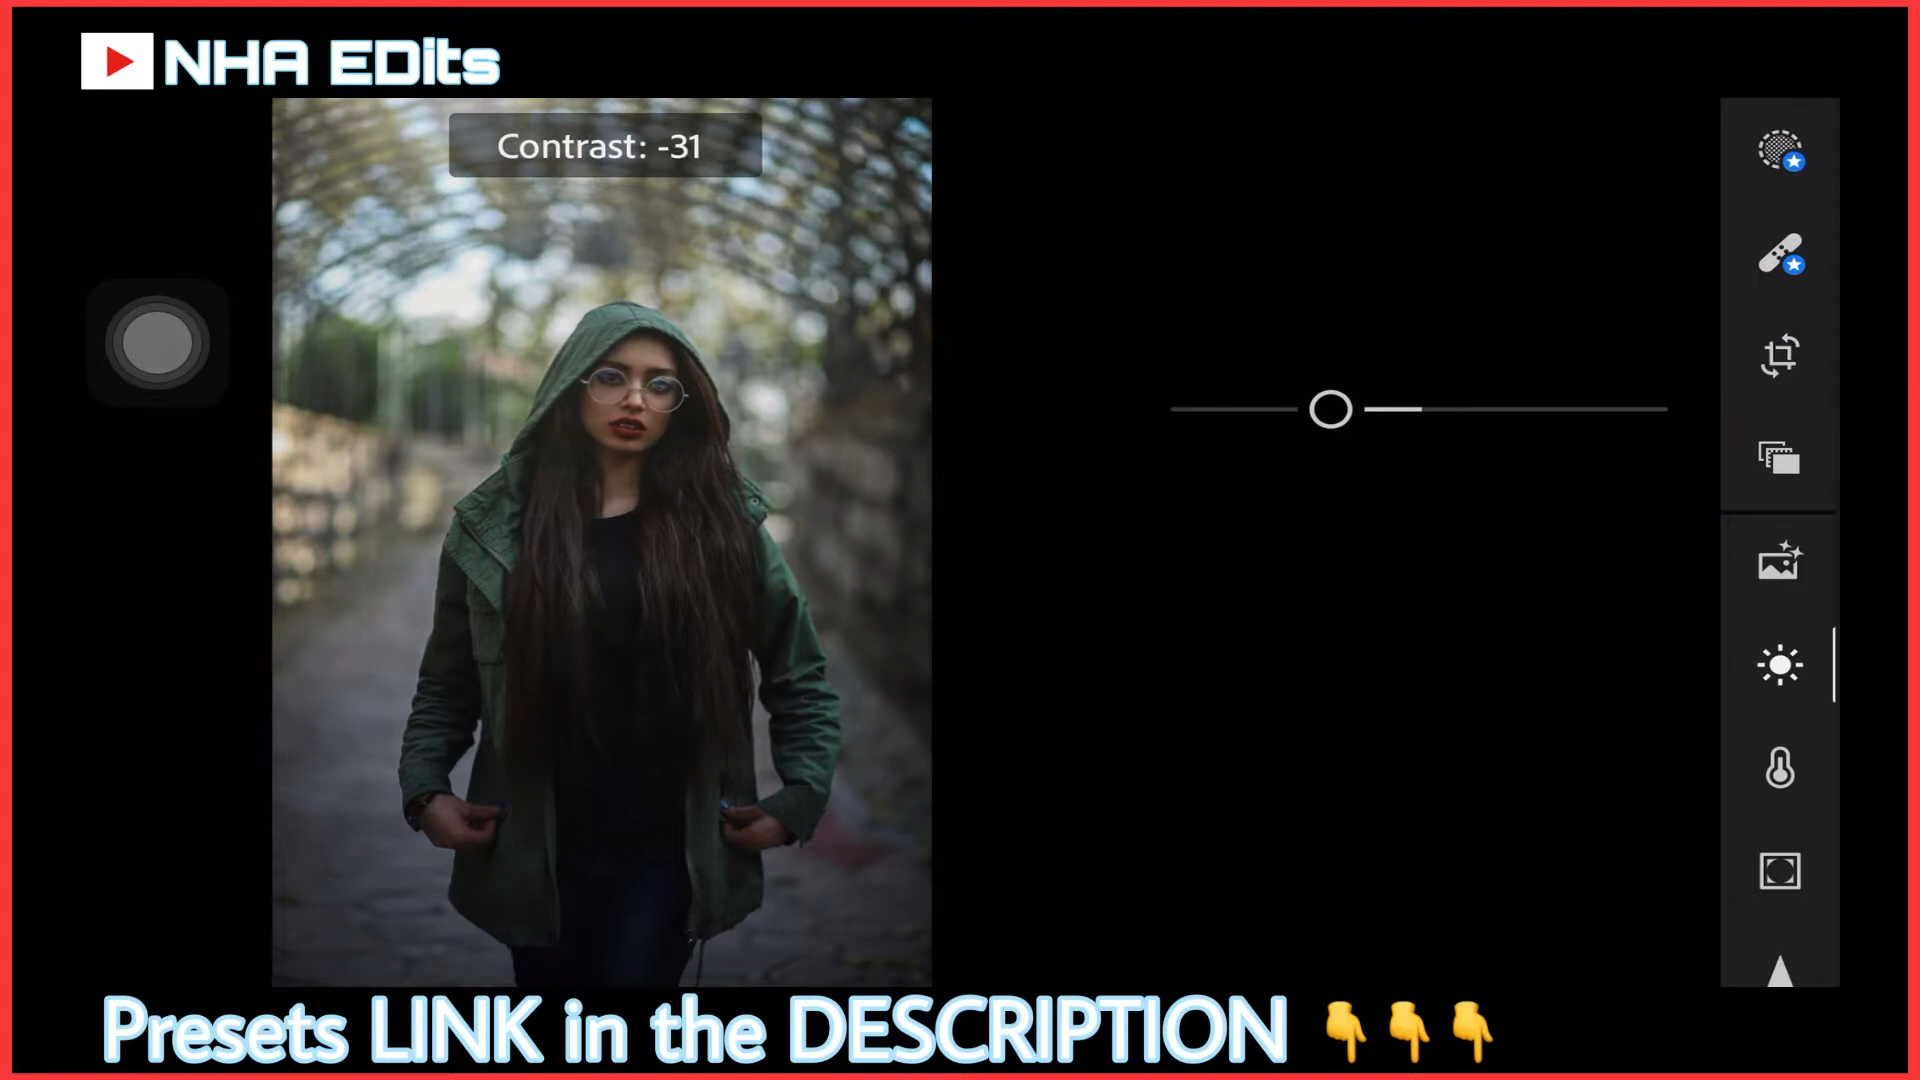 NHA EDits
Contrast: -31
Presets LINK in the DESCRIPTION 👇👇👇